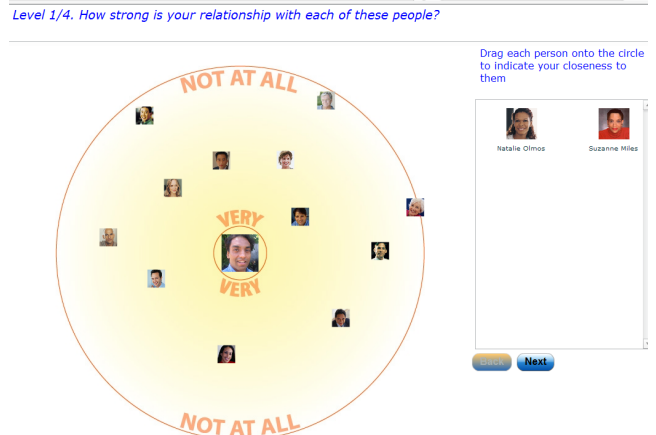 Level 1/4. How strong is your relationship with each of these people?
Drag each person onto the circle
to indicate your closeness to
them
NOT AT ALL
Natalie Olmos
Suzanne Miles
VERY
VERY
Back
Next
NOT AT ALL